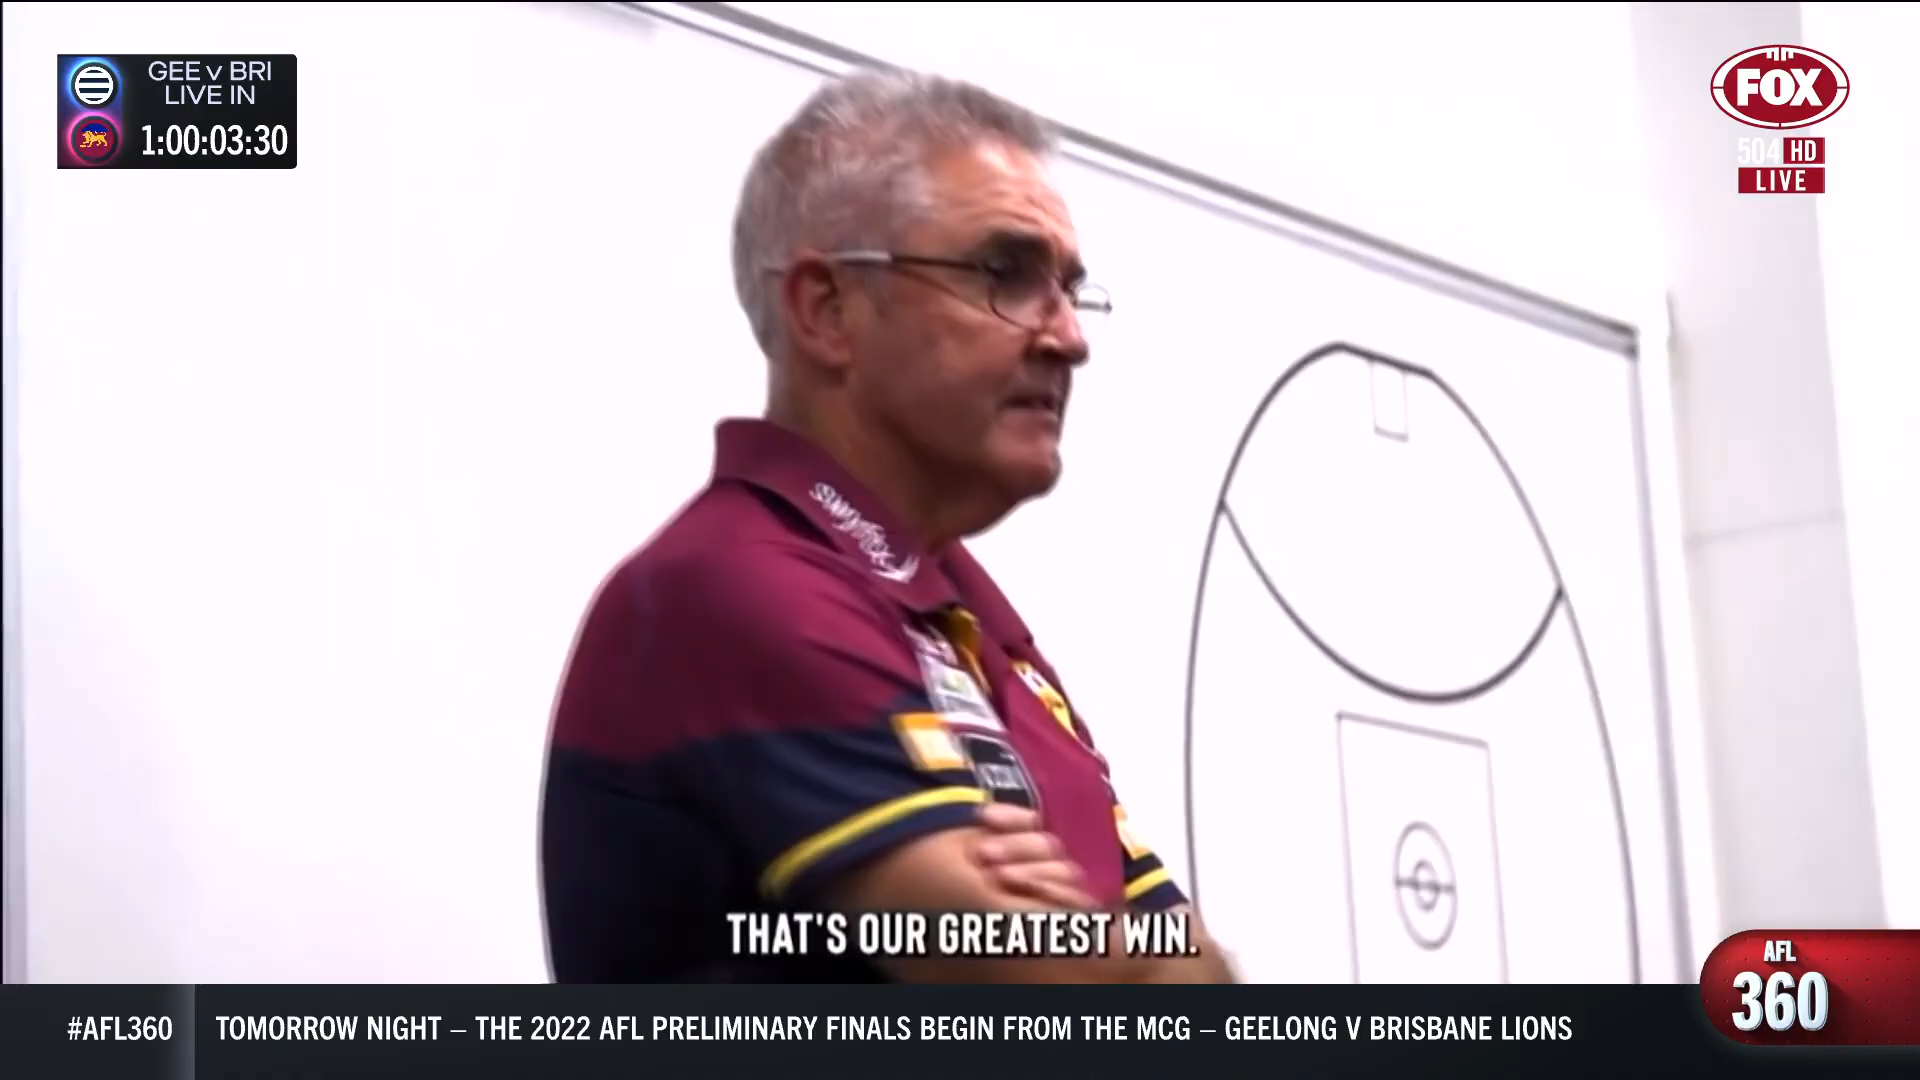 GEE v BRI
LIVE IN
1:00:03:30
FOX
504 HD
LIVE
THAT'S OUR GREATEST WIN.
AFL
360
#AFL360
TOMORROW NIGHT – THE 2022 AFL PRELIMINARY FINALS BEGIN FROM THE MCG – GEELONG V BRISBANE LIONS